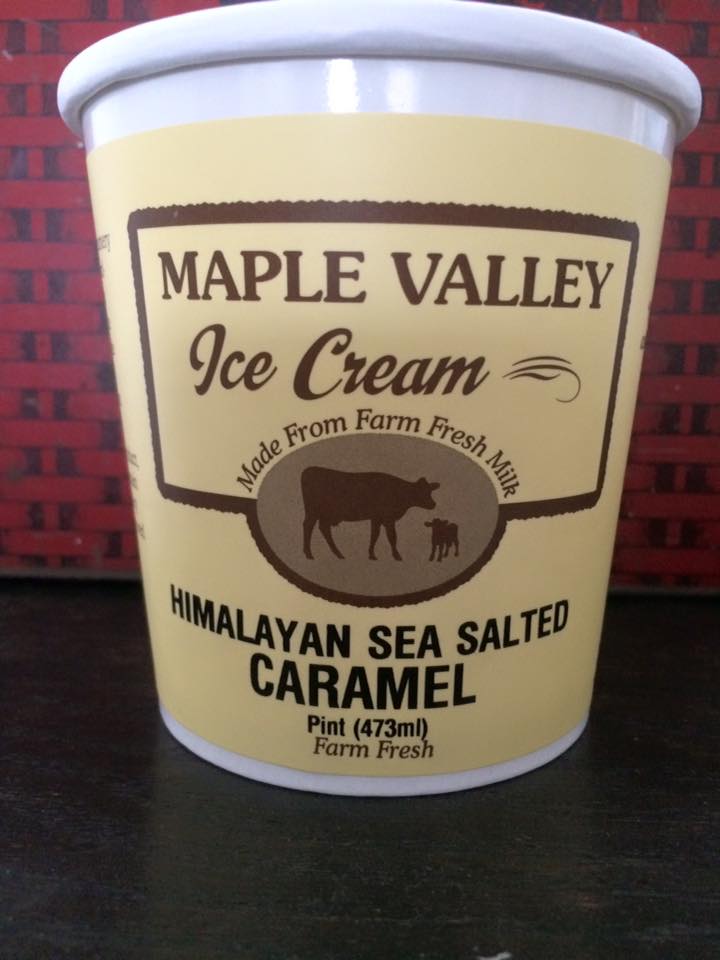 MAPLE VALLEY
Ice Cream
Made From Farm Fresh Milk
HIMALAYAN SEA SALTED
CARAMEL
Pint (473ml)
Farm Fresh